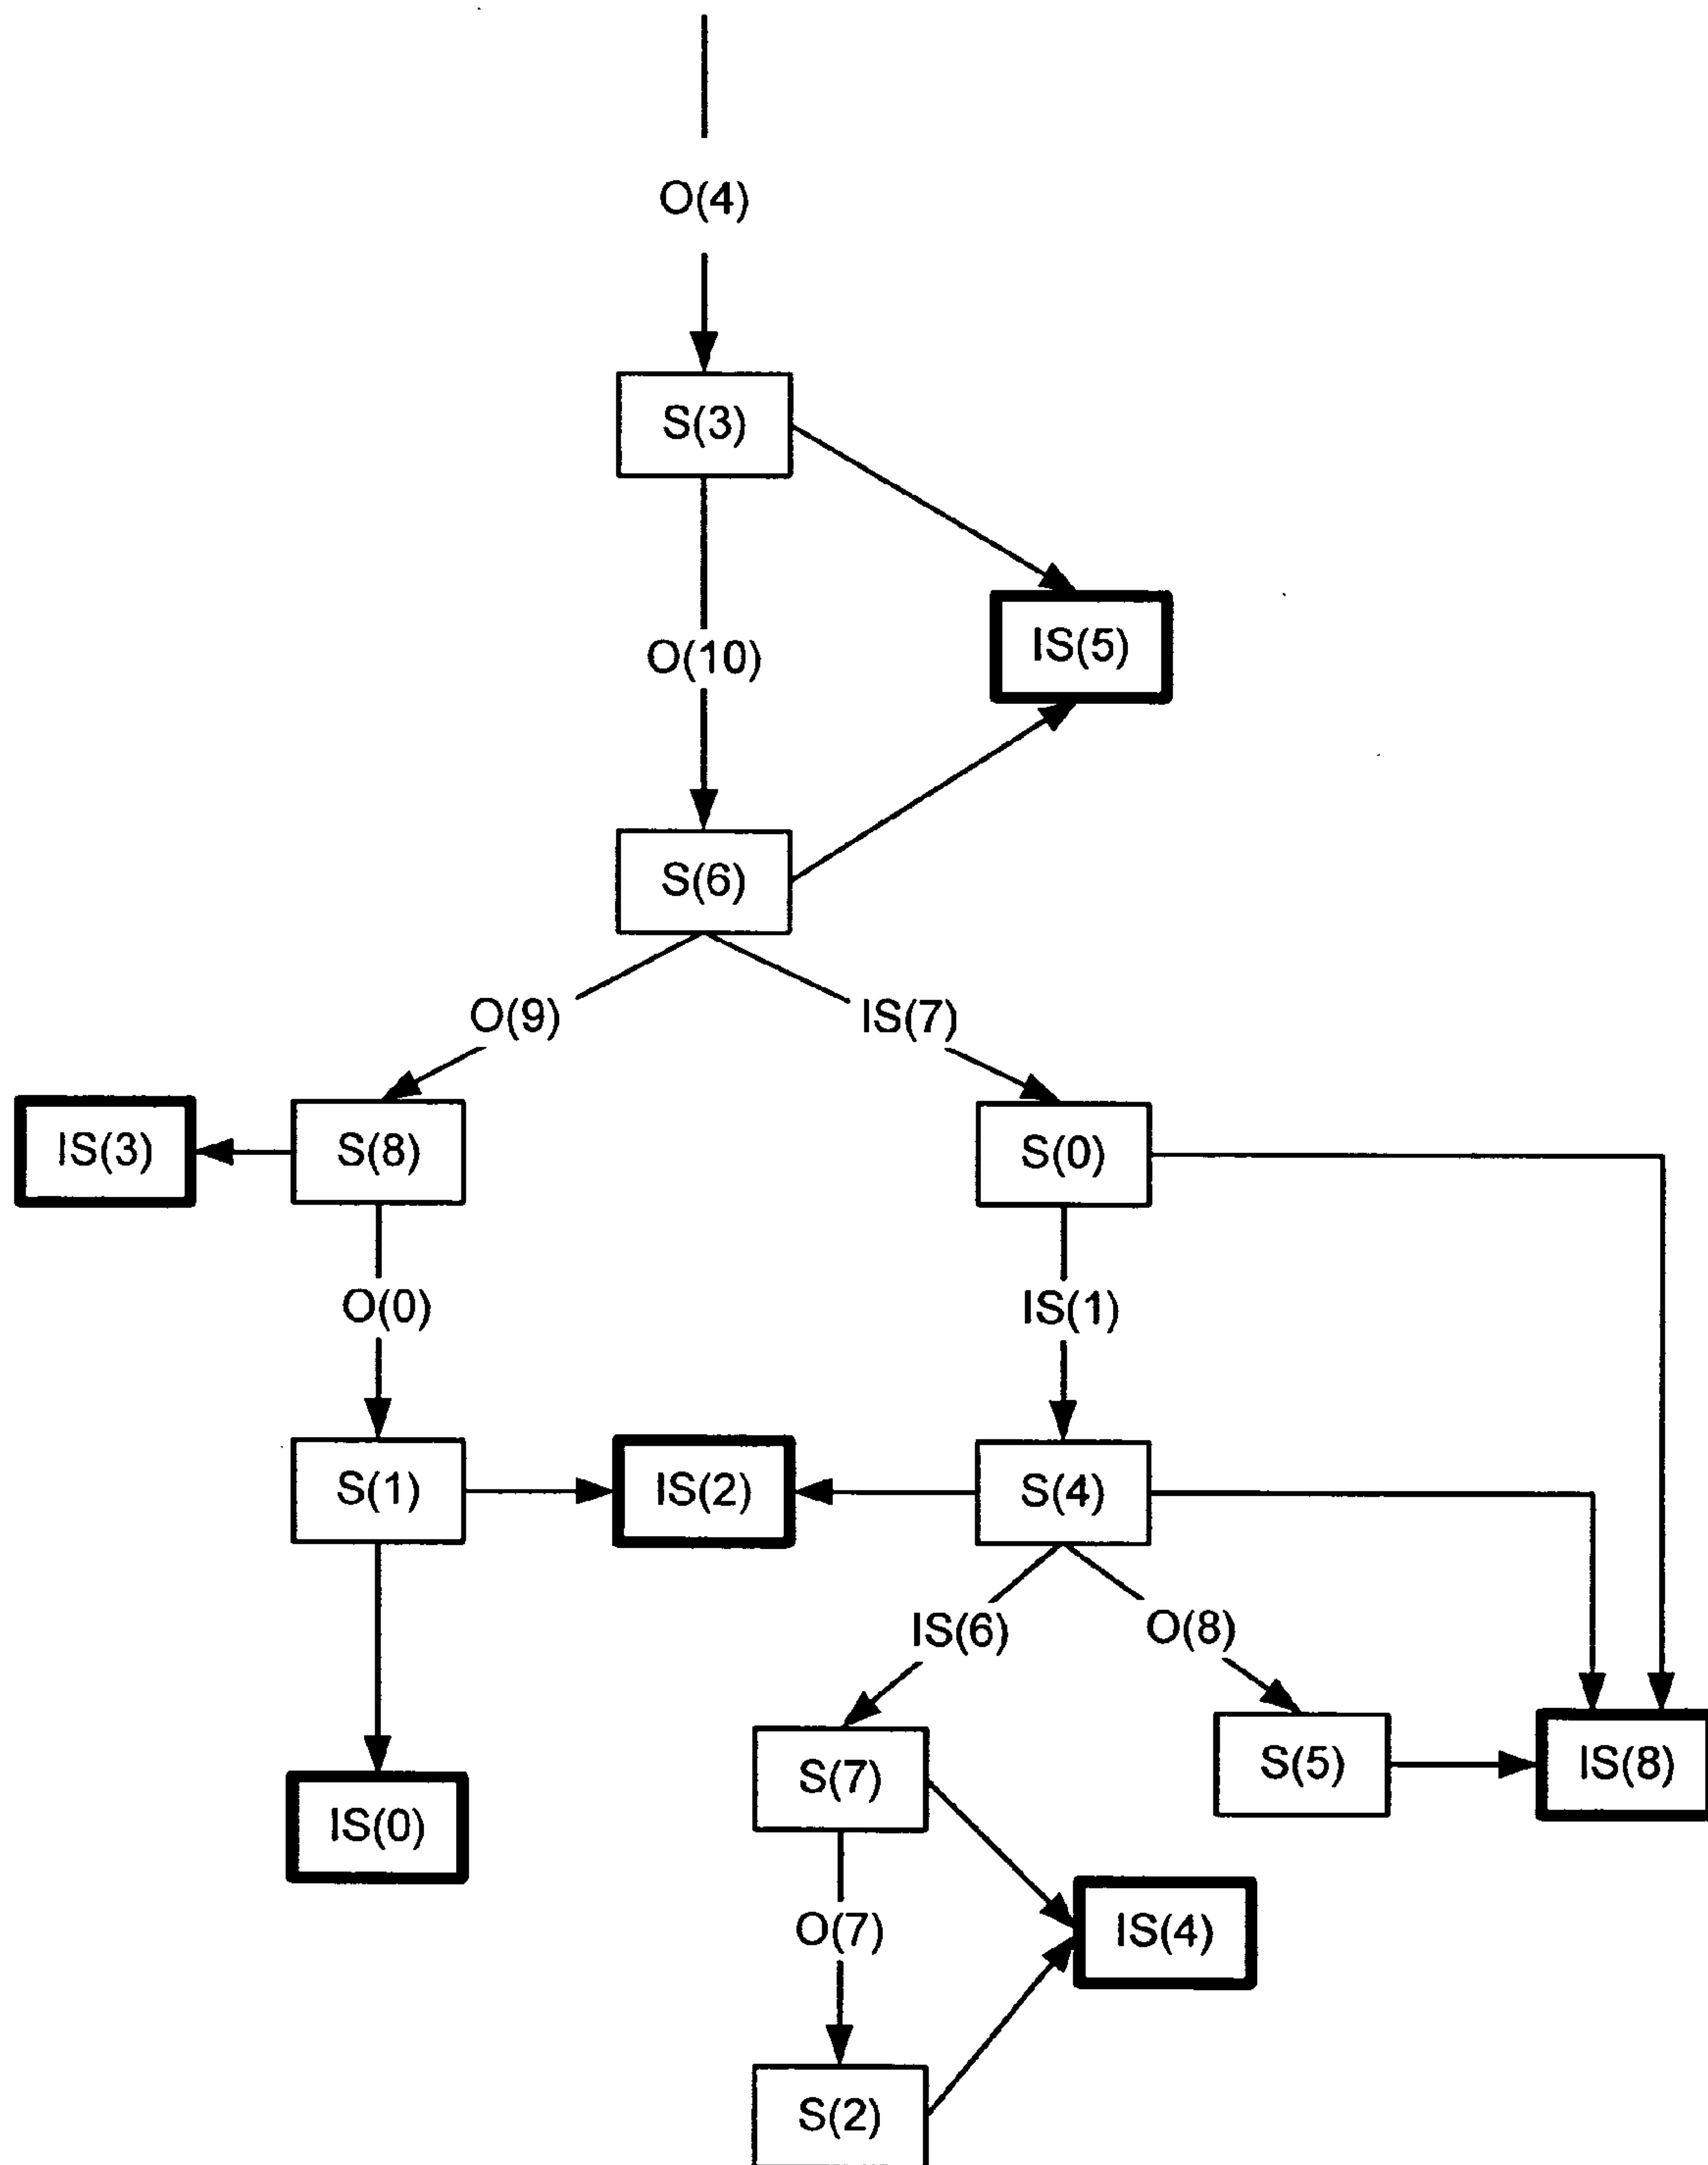 O(4)
S(3)
IS(5)
O(10)
S(6)
O(9)
IS(7)
IS(3)
S(8)
S(0)
O(0)
IS(1)
S(1)
IS(2)
S(4)
IS(6)
O(8)
S(7)
S(5)
IS(8)
IS(0)
O(7)
IS(4)
S(2)